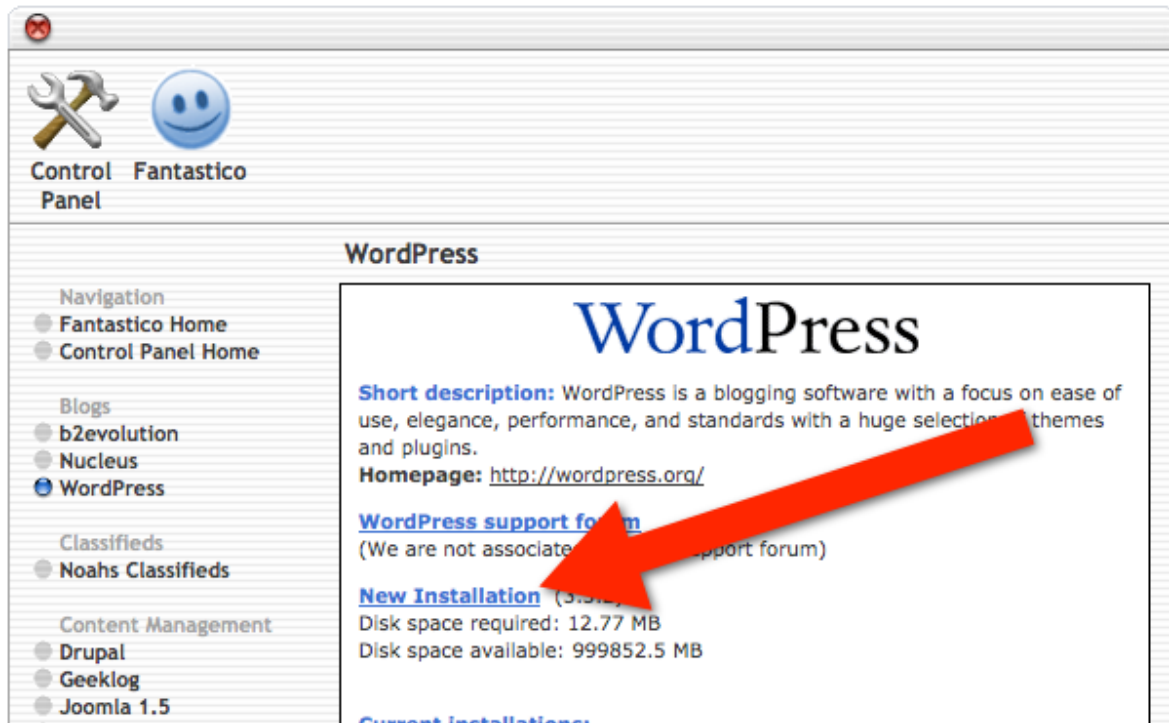 Control Panel
Fantastico
WordPress
Navigation
Fantastico Home
Control Panel Home
Blogs
b2evolution
Nucleus
WordPress
Classifieds
Noahs Classifieds
Content Management
Drupal
Geeklog
Joomla 1.5
WordPress
Short description: WordPress is a blogging software with a focus on ease of
use, elegance, performance, and standards with a huge selection themes
and plugins.
Homepage: http://wordpress.org/
WordPress support forum
(We are not associate support forum)
New Installation
Disk space required: 12.77 MB
Disk space available: 999852.5 MB
Current installations: